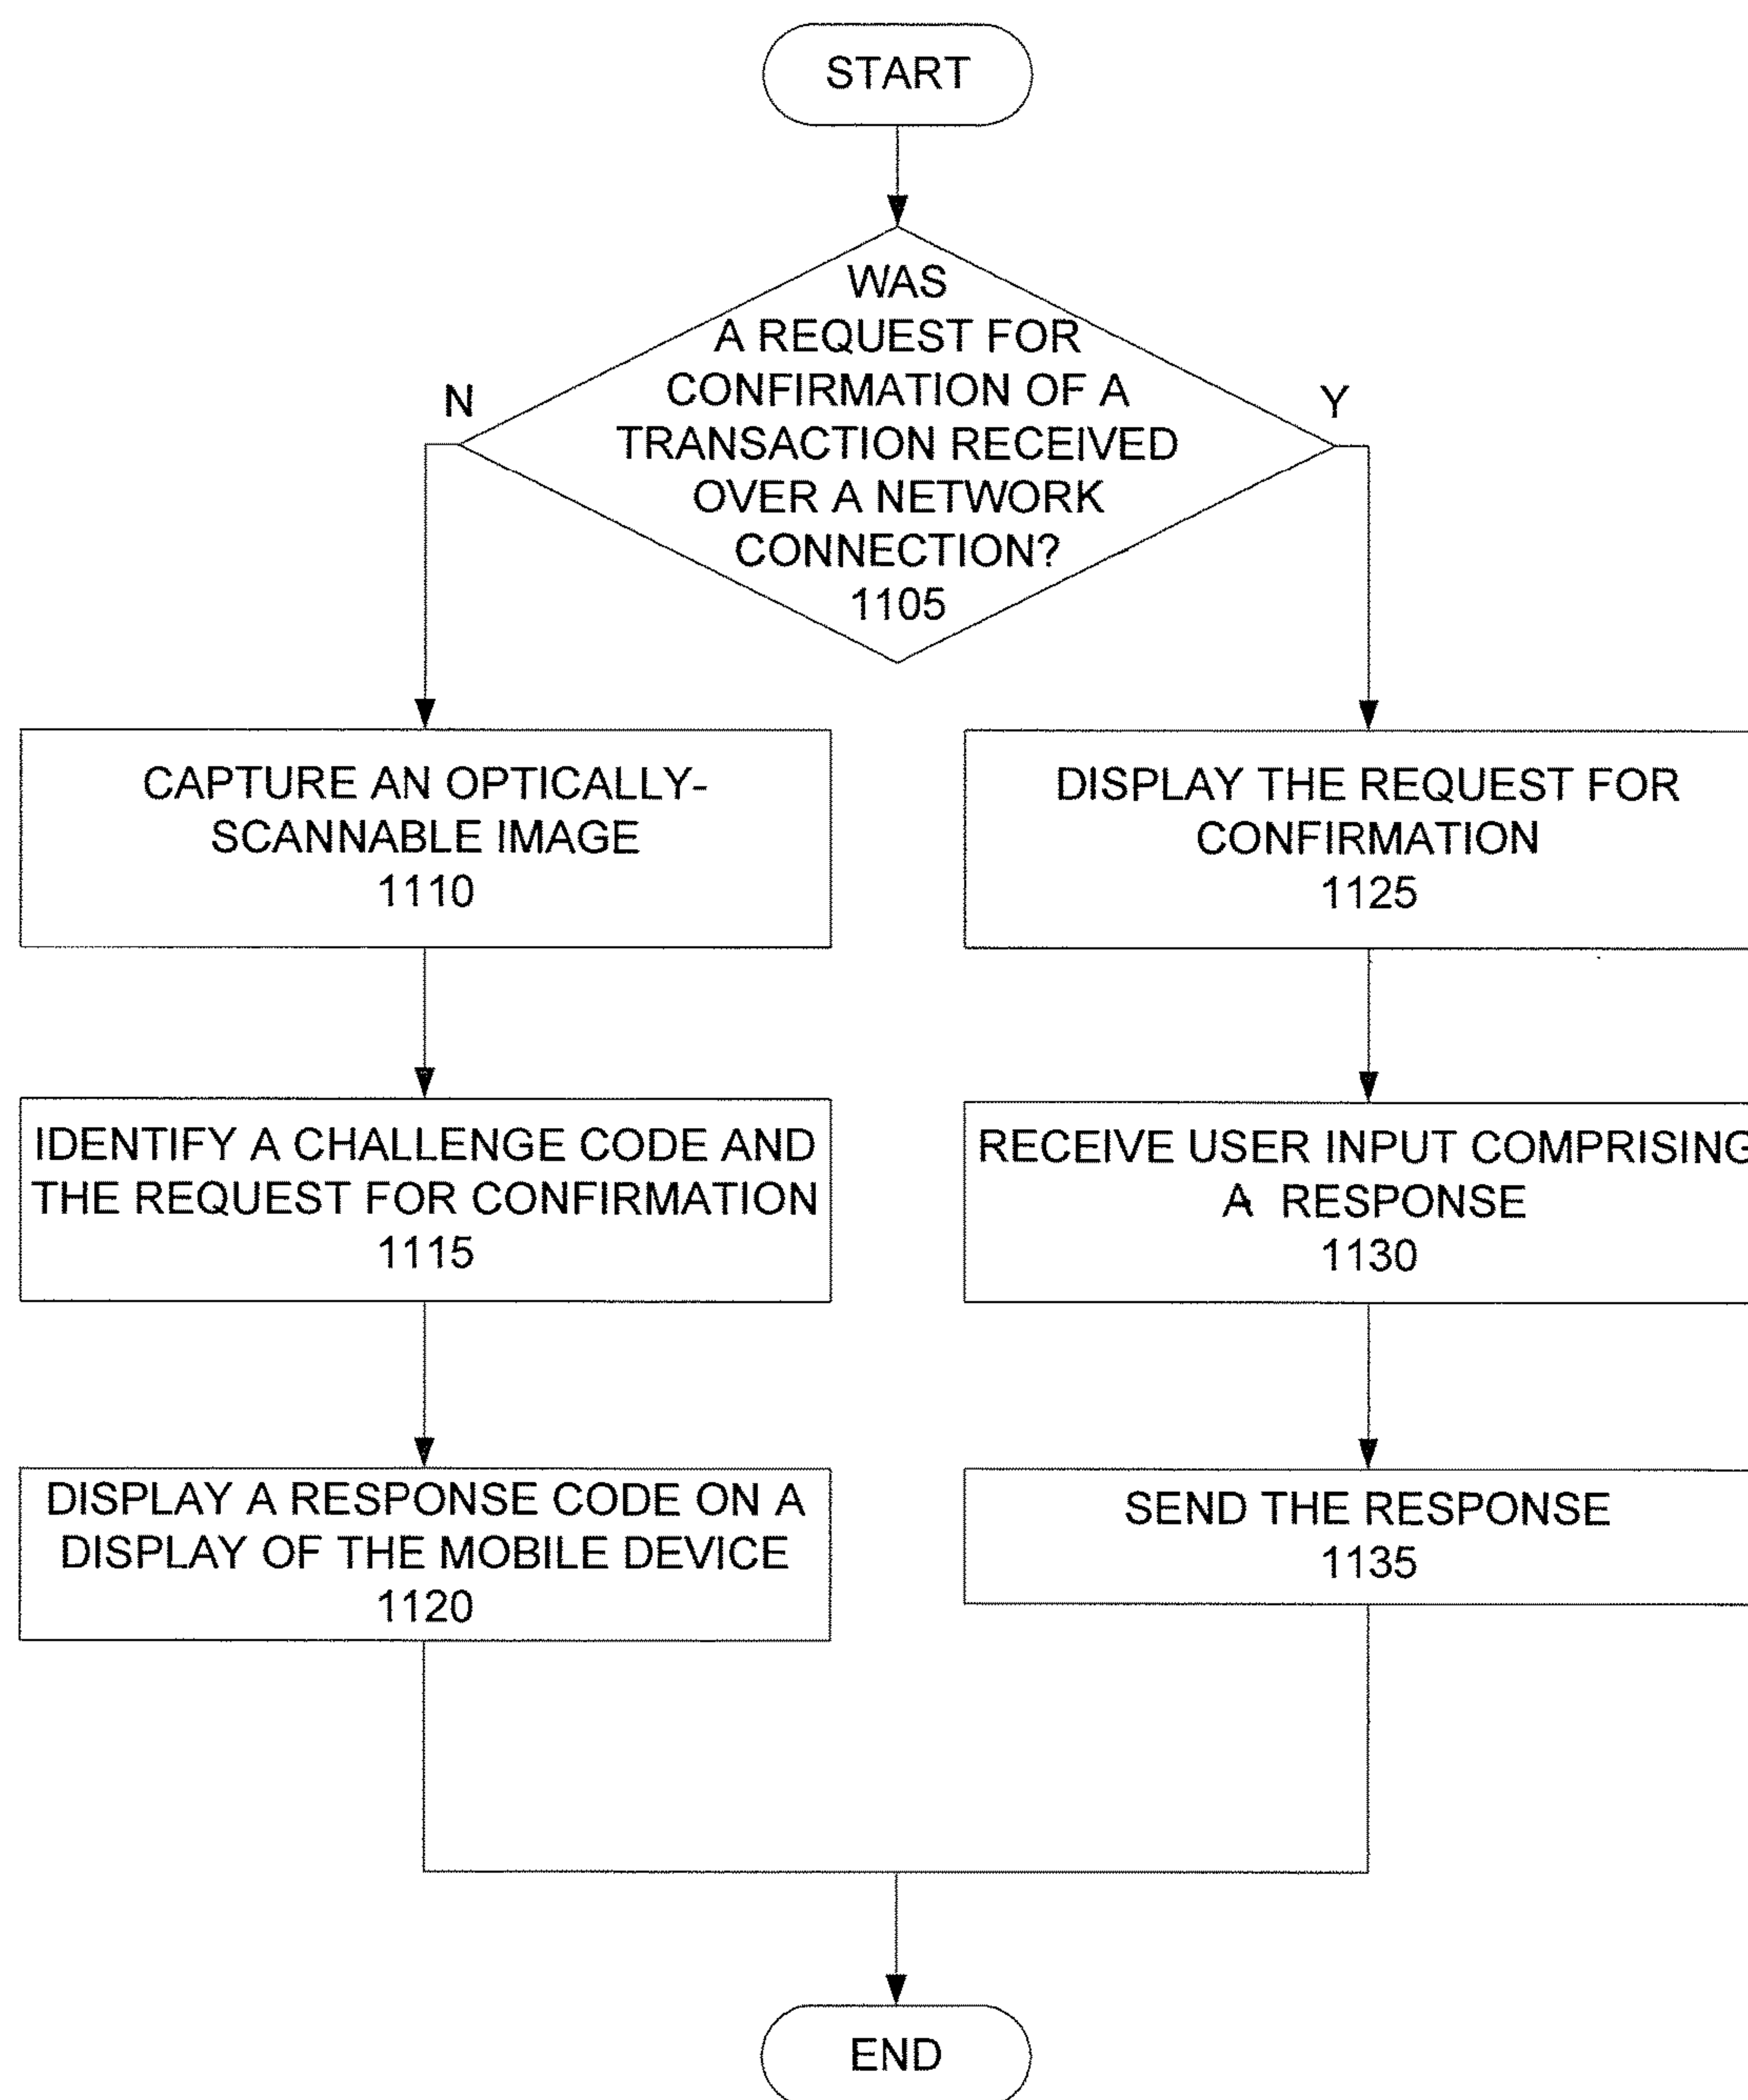 START
WAS
A REQUEST FOR
CONFIRMATION OF A
TRANSACTION RECEIVED
OVER A NETWORK
CONNECTION?
1105
N
Y
CAPTURE AN OPTICALLY-
SCANNABLE IMAGE
1110
IDENTIFY A CHALLENGE CODE AND
THE REQUEST FOR CONFIRMATION
1115
DISPLAY A RESPONSE CODE ON A
DISPLAY OF THE MOBILE DEVICE
1120
DISPLAY THE REQUEST FOR
CONFIRMATION
1125
RECEIVE USER INPUT COMPRISING
A RESPONSE
1130
SEND THE RESPONSE
1135
END